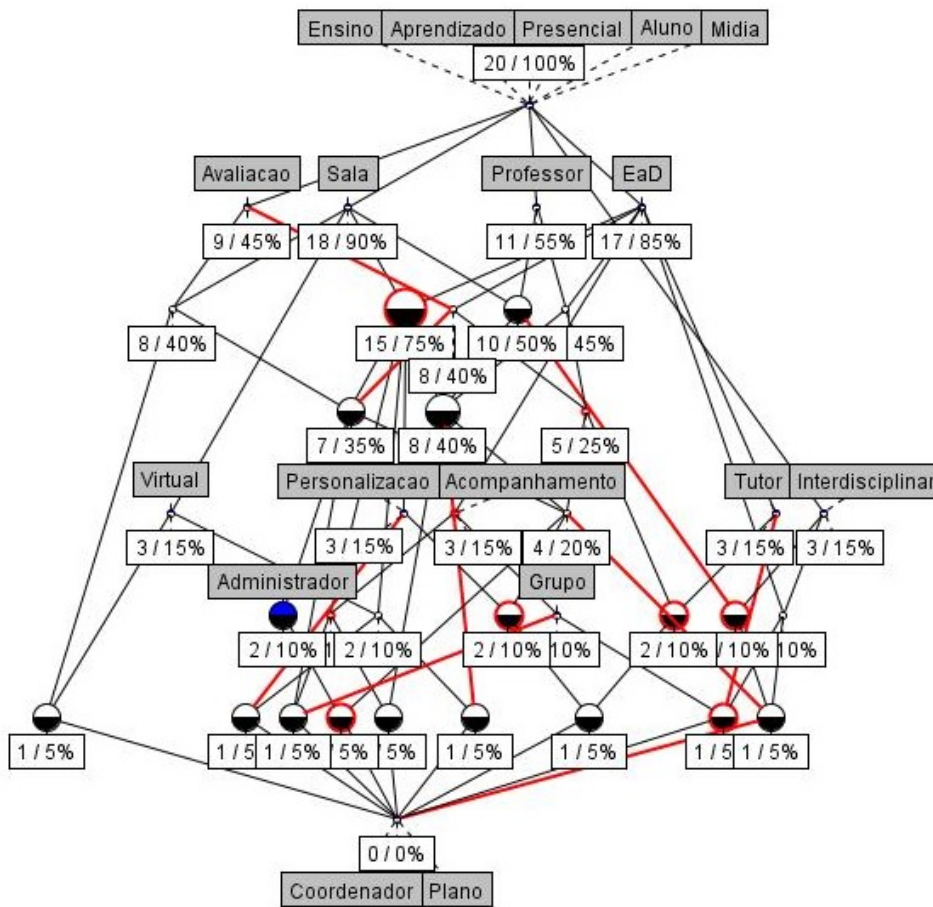 Ensino Aprendizado Presencial Aluno Midia
20 / 100%
Avaliacao Sala Professor EaD
9 / 45% 18 / 90% 11 / 55% 17 / 85%
8 / 40% 15 / 75% 10 / 50% 45%
8 / 40%
7 / 35% 8 / 40% 5 / 25%
Virtual Personalizacao Acompanhamento Tutor Interdisciplinar
3 / 15% 3 / 15% 3 / 15% 4 / 20% 3 / 15% 3 / 15%
Administrador Grupo
2 / 10% 2 / 10% 2 / 10% 10% 2 / 10% / 10% 10%
1 / 5% 1 / 5 1 / 5% / 5% / 5% 1 / 5% 1 / 5% 1 / 5 1 / 5%
0 / 0%
Coordenador Plano